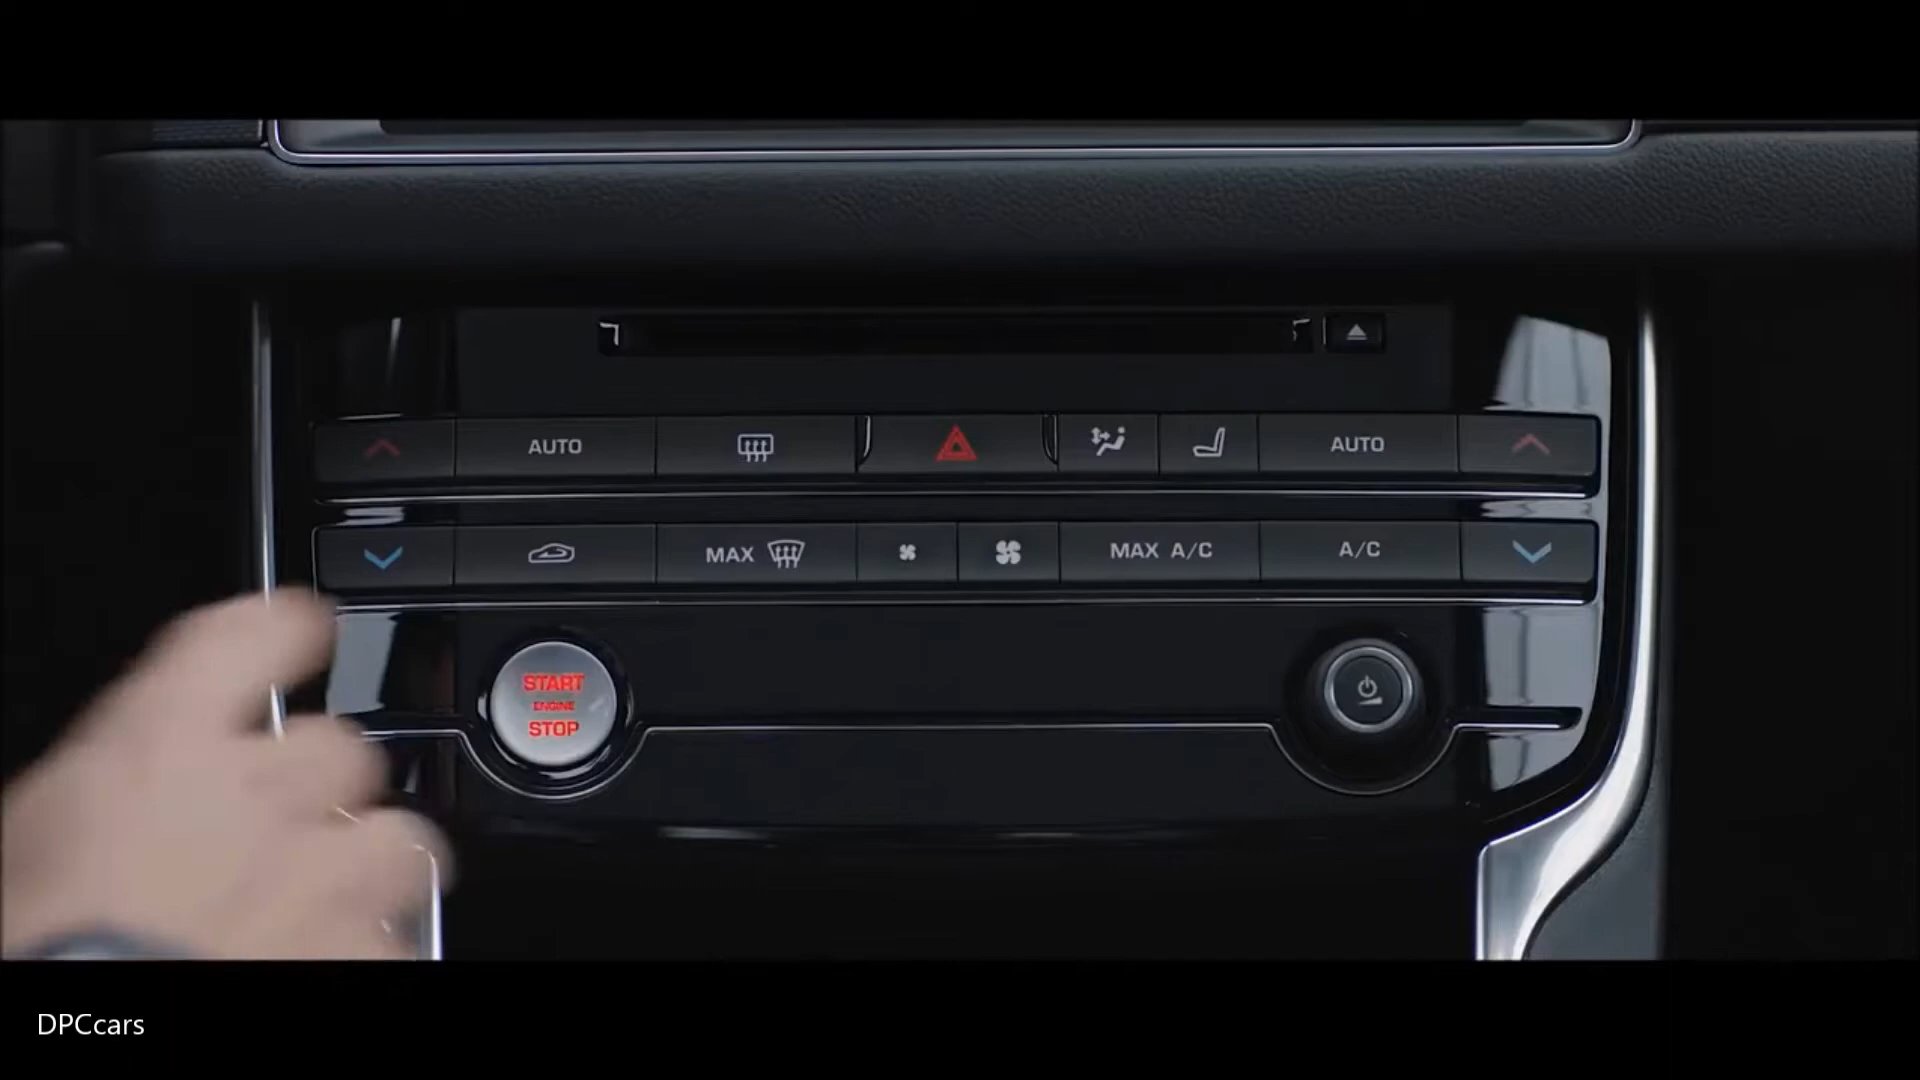 AUTO
AUTO
MAX
MAX A/C
A/C
START
ENGINE
STOP
DPCcars